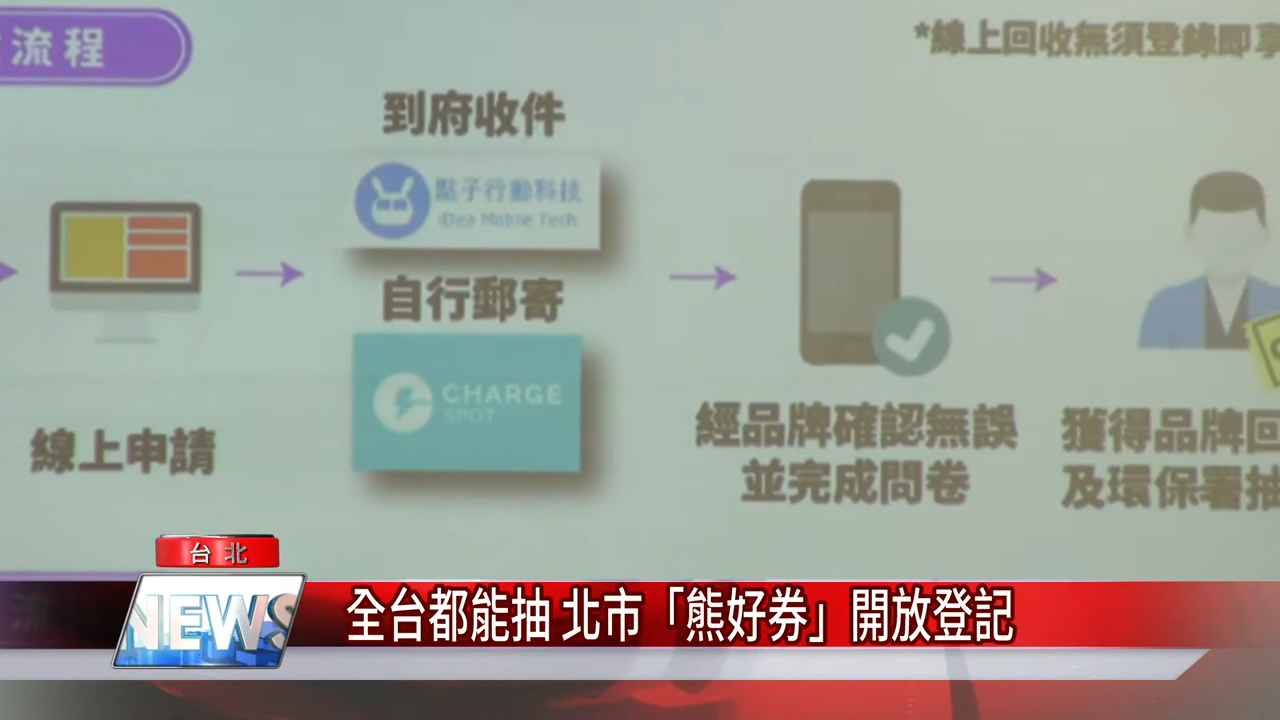 流程
*線上回收無須登錄即享
到府收件
點子行動科技
iDea Mobile Tech
自行郵寄
CHARGE
SPOT
線上申請
經品牌確認無誤
並完成問卷
獲得品牌回
及環保署抽
台北
NEWS
全台都能抽 北市「熊好券」開放登記